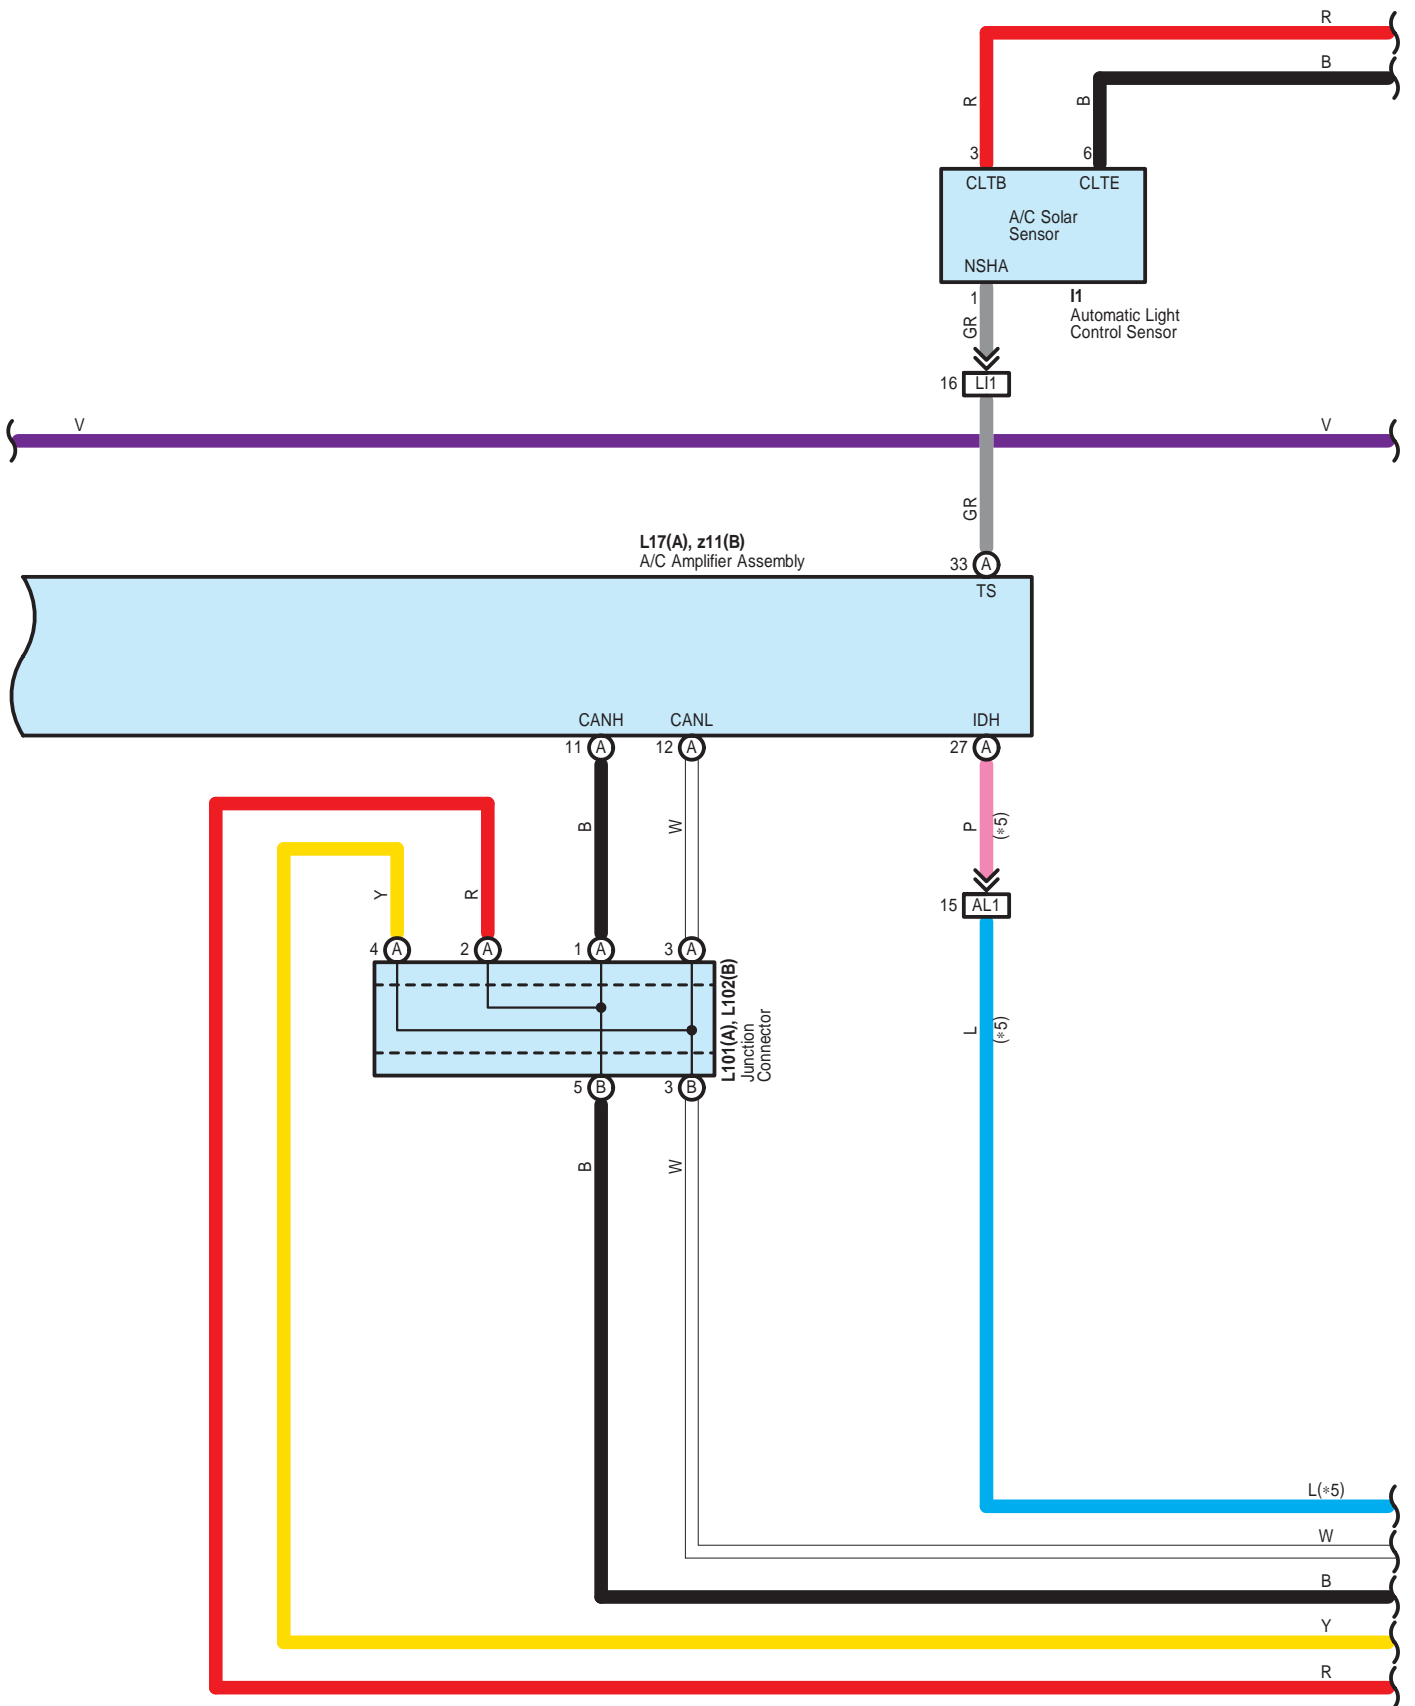 R
B
R
B
3
6
CLTB
CLTE
A/C Solar
Sensor
NSHA
1
GR
I1
Automatic Light
Control Sensor
16
LI1
V
V
GR
L17(A), z11(B)
A/C Amplifier Assembly
33
A
TS
CANH
CANL
IDH
11
A
12
A
27
A
B
W
P
(*5)
Y
R
15
AL1
4
A
2
A
1
A
3
A
L101(A), L102(B)
Junction
Connector
L
(*5)
5
B
3
B
B
W
L(*5)
W
B
Y
R